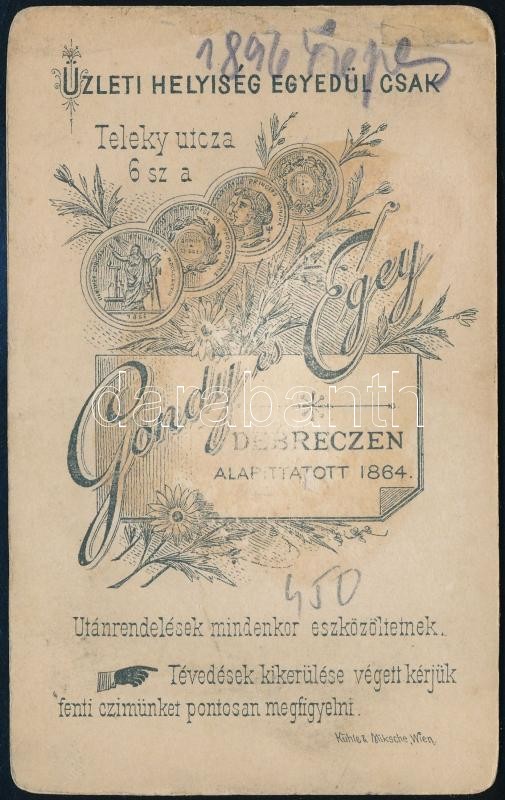 1896
ÜZLETI HELYISÉG EGYEDÜL CSAK
Teleky utcza
6 sz a
Gondy és Egey
DEBRECZEN
ALAPITTATOTT 1864.
darabanth
450
Utánrendelések mindenkor eszközöltetnek.
Tévedések kikerülése végett kérjük
fenti czimünket pontosan megfigyelni.
Kühle & Miksche, Wien.